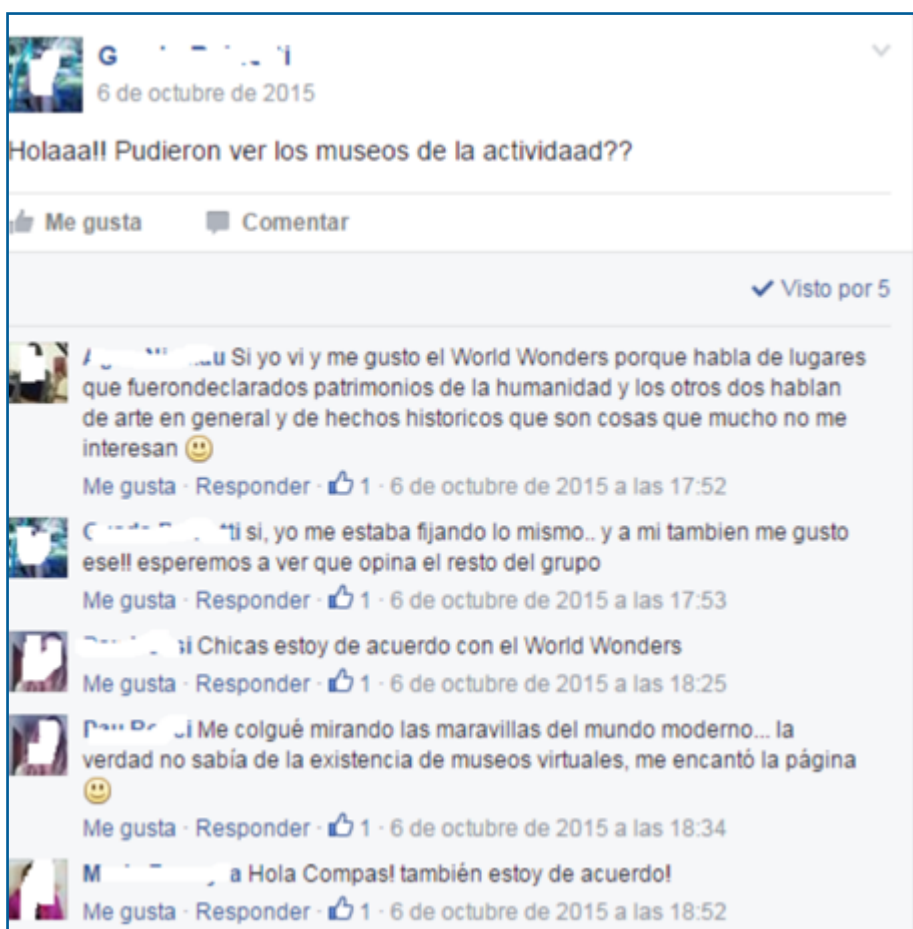 6 de octubre de 2015
Holaaa!! Pudieron ver los museos de la actividaad??
Me gusta Comentar
Visto por 5
Si yo vi y me gusto el World Wonders porque habla de lugares
que fuerondeclarados patrimonios de la humanidad y los otros dos hablan
de arte en general y de hechos historicos que son cosas que mucho no me
interesan
Me gusta · Responder · 1 · 6 de octubre de 2015 a las 17:52
si, yo me estaba fijando lo mismo.. y a mi tambien me gusto
ese!! esperemos a ver que opina el resto del grupo
Me gusta · Responder · 1 · 6 de octubre de 2015 a las 17:53
Chicas estoy de acuerdo con el World Wonders
Me gusta · Responder · 1 · 6 de octubre de 2015 a las 18:25
Me colgué mirando las maravillas del mundo moderno... la
verdad no sabía de la existencia de museos virtuales, me encantó la página
Me gusta · Responder · 1 · 6 de octubre de 2015 a las 18:34
Hola Compas! también estoy de acuerdo!
Me gusta · Responder · 1 · 6 de octubre de 2015 a las 18:52